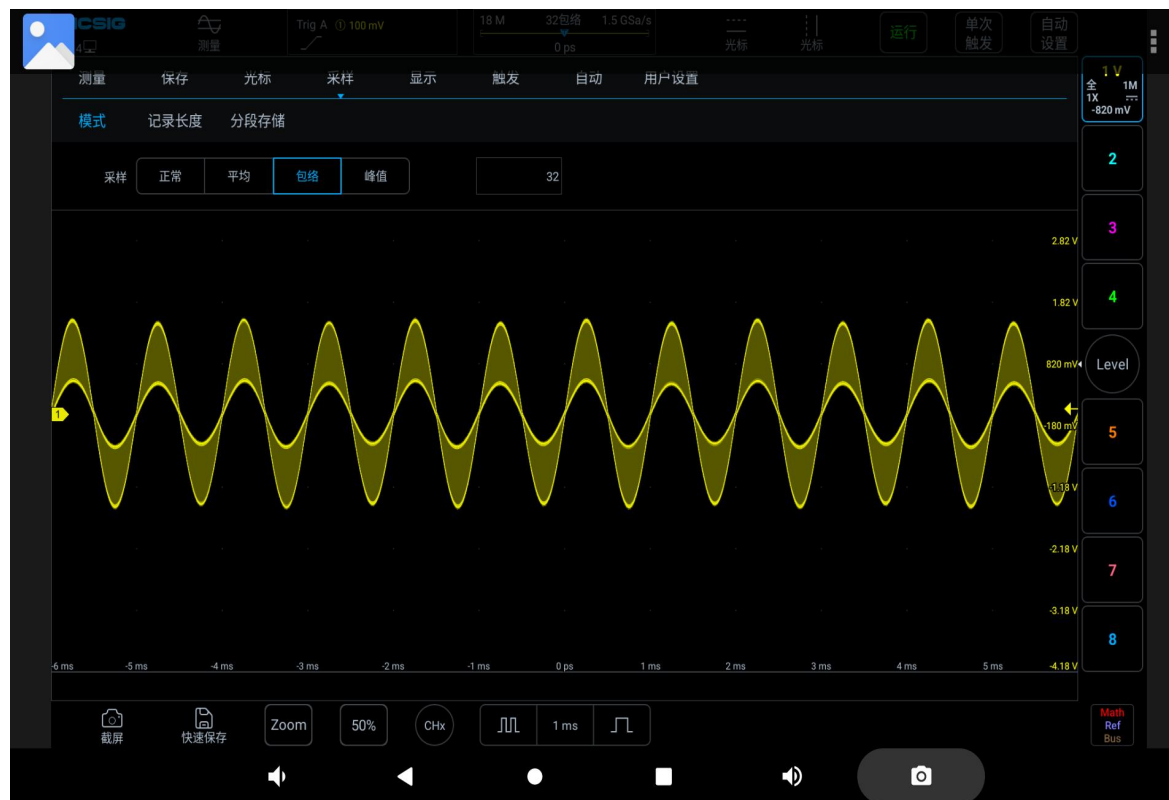 CSIG
测量
Trig A ① 100 mV
18 M 32包络 1.5 GSa/s
0 ps
光标
光标
运行
单次
触发
自动
设置
测量 保存 光标 采样 显示 触发 自动 用户设置
模式 记录长度 分段存储
采样 正常 平均 包络 峰值 32
1 V
全 1M
1X
-820 mV
2
3
4
Level
5
6
7
8
2.82 V
1.82 V
820 mV
-180 mV
-1.18 V
-2.18 V
-3.18 V
-4.18 V
1
-6 ms -5 ms -4 ms -3 ms -2 ms -1 ms 0 ps 1 ms 2 ms 3 ms 4 ms 5 ms
截屏
快速保存
Zoom
50%
CHx
1 ms
Math
Ref
Bus